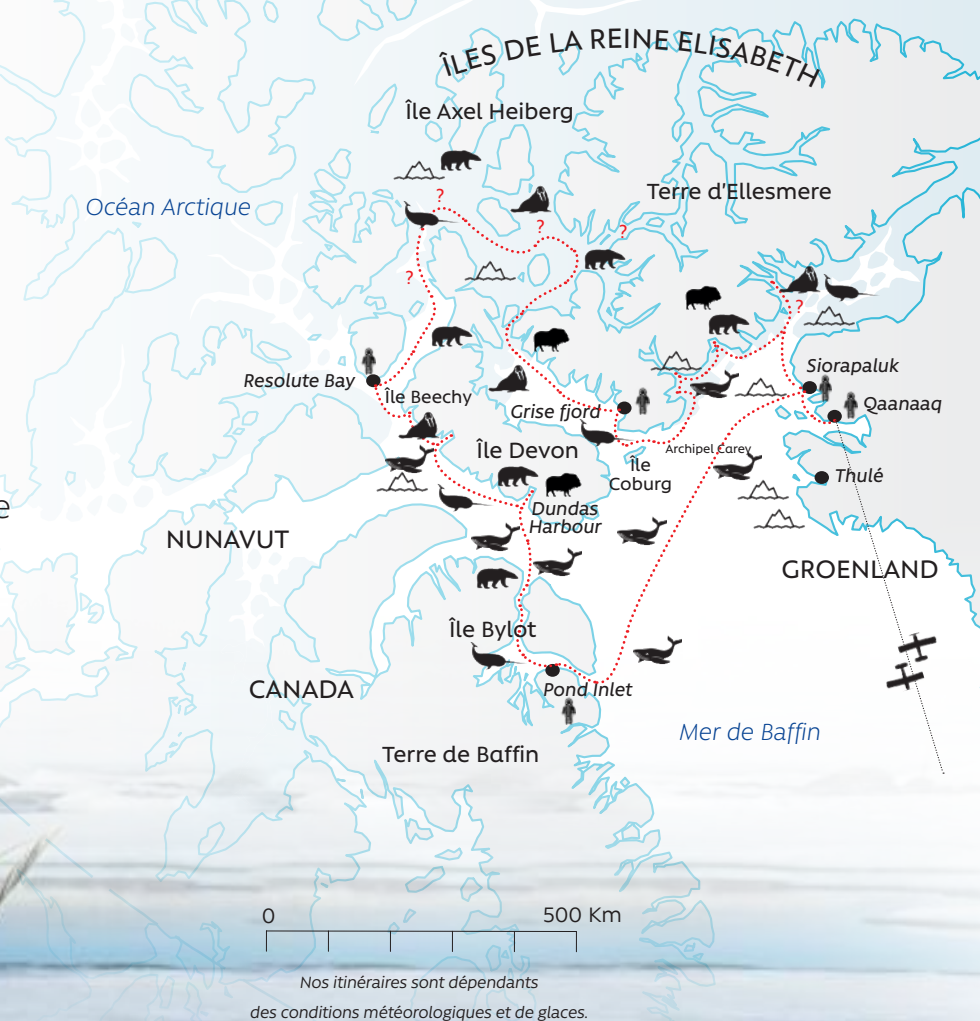 ÎLES DE LA REINE ELISABETH
Île Axel Heiberg
Terre d'Ellesmere
Océan Arctique
?
?
?
?
?
Siorapaluk
Resolute Bay
Île Beechy
Grise fjord
Qaanaaq
Île Devon
Archipel Carey
Île
Coburg
Thulé
Dundas
Harbour
e
NUNAVUT
GROENLAND
Île Bylot
CANADA
Pond Inlet
Mer de Baffin
Terre de Baffin
0
500 Km
Nos itinéraires sont dépendants
des conditions météorologiques et de glaces.